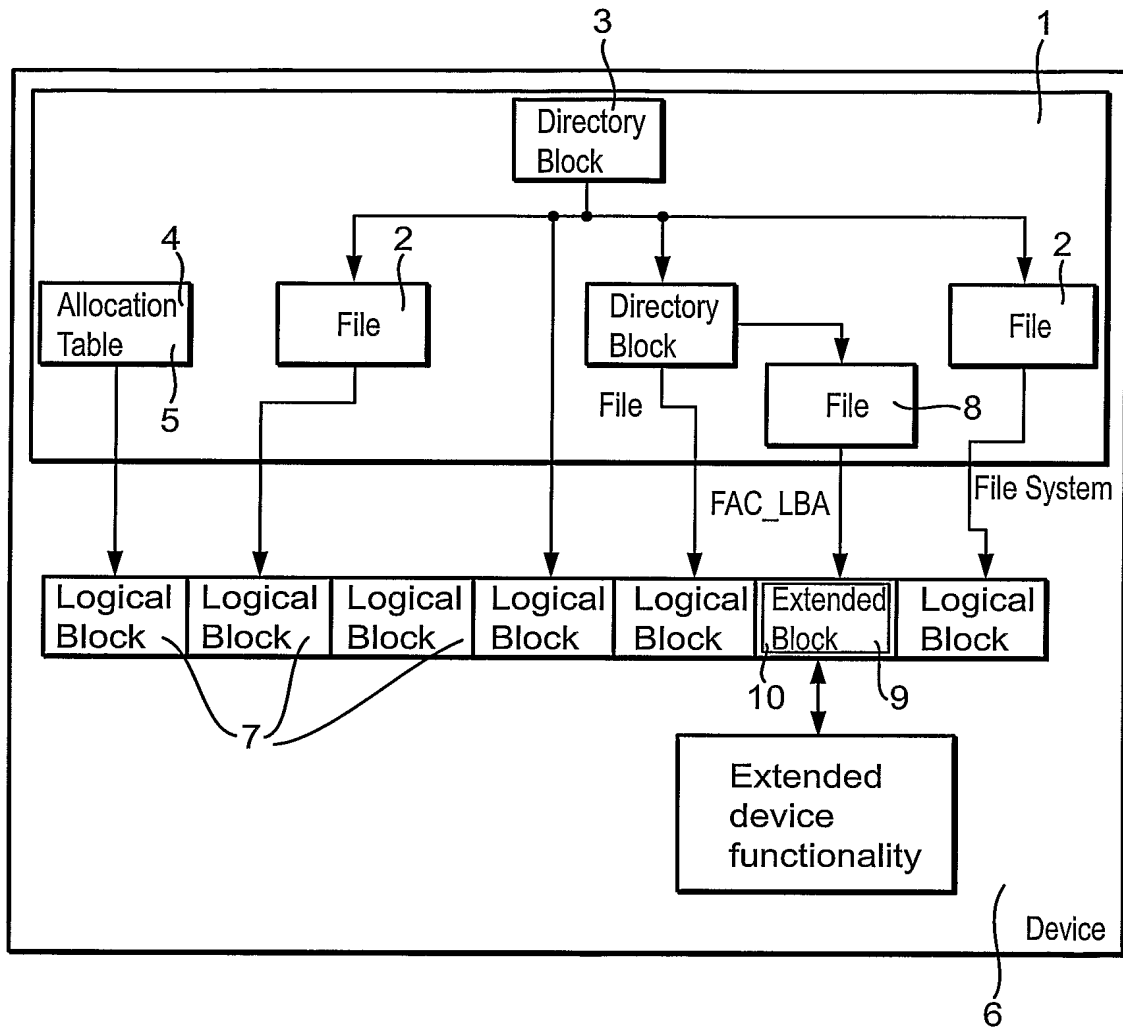 3
1
Directory
Block
4
2
2
Allocation
Table
5
File
Directory
Block
File
File
File
8
FAC_LBA
File System
Logical
Block
Logical
Block
Logical
Block
Logical
Block
Logical
Block
Extended
Block
Logical
Block
7
10
9
Extended
device
functionality
Device
6